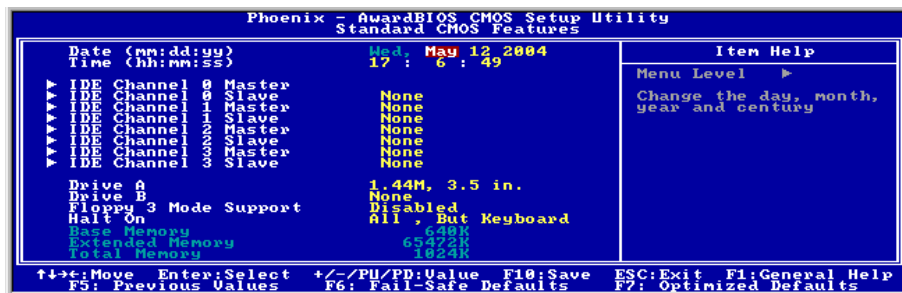 Phoenix - AwardBIOS CMOS Setup Utility
Standard CMOS Features
Date (mm:dd:yy) Wed, May 12 2004
Time (hh:mm:ss) 17 : 6 : 49
► IDE Channel 0 Master
► IDE Channel 0 Slave None
► IDE Channel 1 Master None
► IDE Channel 1 Slave None
► IDE Channel 2 Master None
► IDE Channel 2 Slave None
► IDE Channel 3 Master None
► IDE Channel 3 Slave None
Drive A 1.44M, 3.5 in.
Drive B None
Floppy 3 Mode Support Disabled
Halt On All , But Keyboard
Base Memory 640K
Extended Memory 65472K
Total Memory 1024K
Item Help
Menu Level ►
Change the day, month,
year and century
↑↓→←:Move Enter:Select +/-/PU/PD:Value F10:Save ESC:Exit F1:General Help
F5: Previous Values F6: Fail-Safe Defaults F7: Optimized Defaults